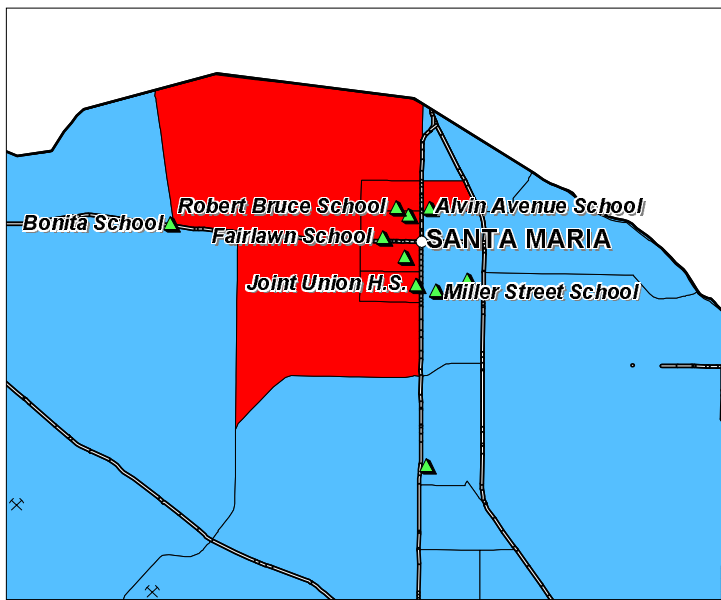 Robert Bruce School
Alvin Avenue School
Bonita School
Fairlawn School
SANTA MARIA
Joint Union H.S.
Miller Street School